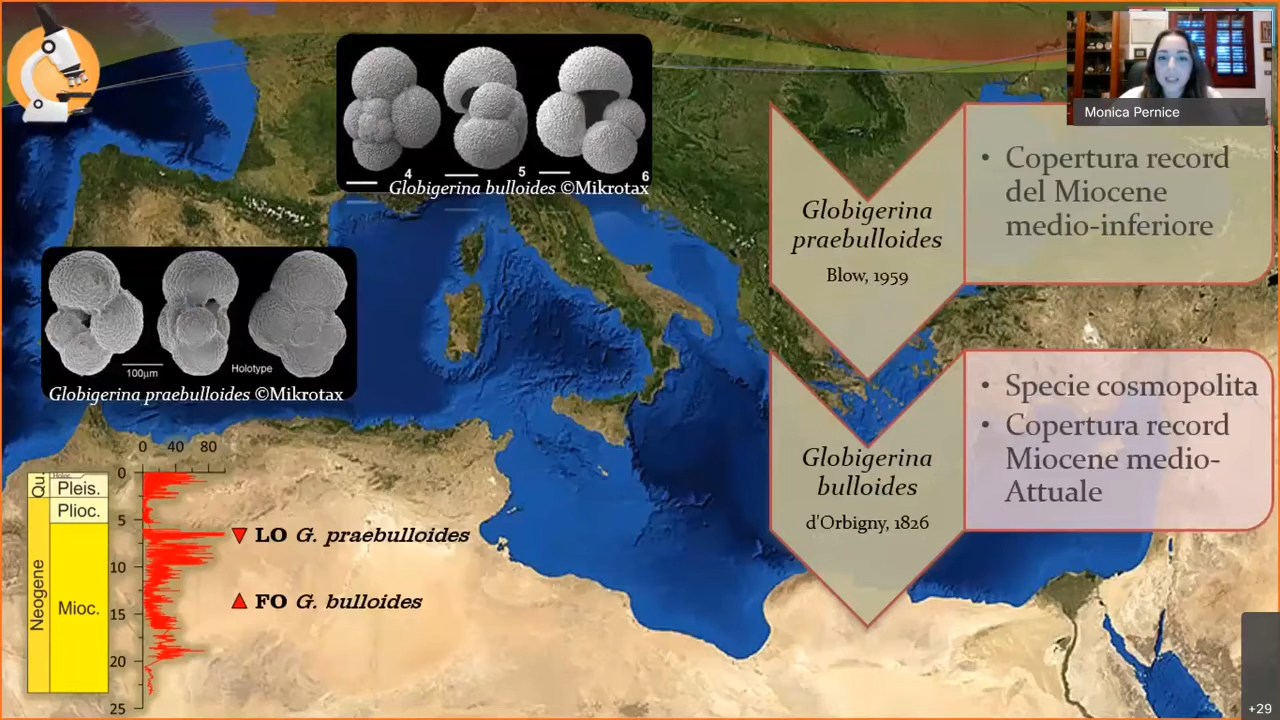 4 5 6
Globigerina bulloides ©Mikrotax
100µm
Holotype
Globigerina praebulloides ©Mikrotax
Monica Pernice
Globigerina
praebulloides
Blow, 1959
• Copertura record
del Miocene
medio-inferiore
Globigerina
bulloides
d'Orbigny, 1826
• Specie cosmopolita
• Copertura record
Miocene medio-
Attuale
0 40 80
0
5
10
15
20
25
Qu.
Neogene
Pleis.
Plioc.
Mioc.
▼ LO G. praebulloides
▲ FO G. bulloides
+29